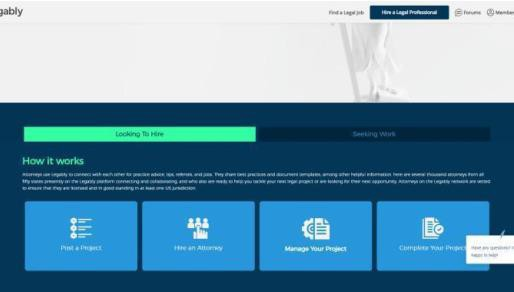 gably
Find a Legal Job
Hire a Legal Professional
Forums
Member
Looking To Hire
Seeking Work
How it works
Attorneys use Legably to connect with each other for practice advice, tips, referrals, and jobs. They share best practices and document templates, among other helpful information. Here are several thousand attorneys from all
fifty states presently on the Legably platform connecting and collaborating, and who also are ready to help you tackle your next legal project or are looking for their next opportunity. Attorneys on the Legably network are vetted
to ensure that they are licensed and in good standing in at least one US jurisdiction.
Post a Project
Hire an Attorney
Manage Your Project
Complete Your Project
Have any questions?
happy to help!